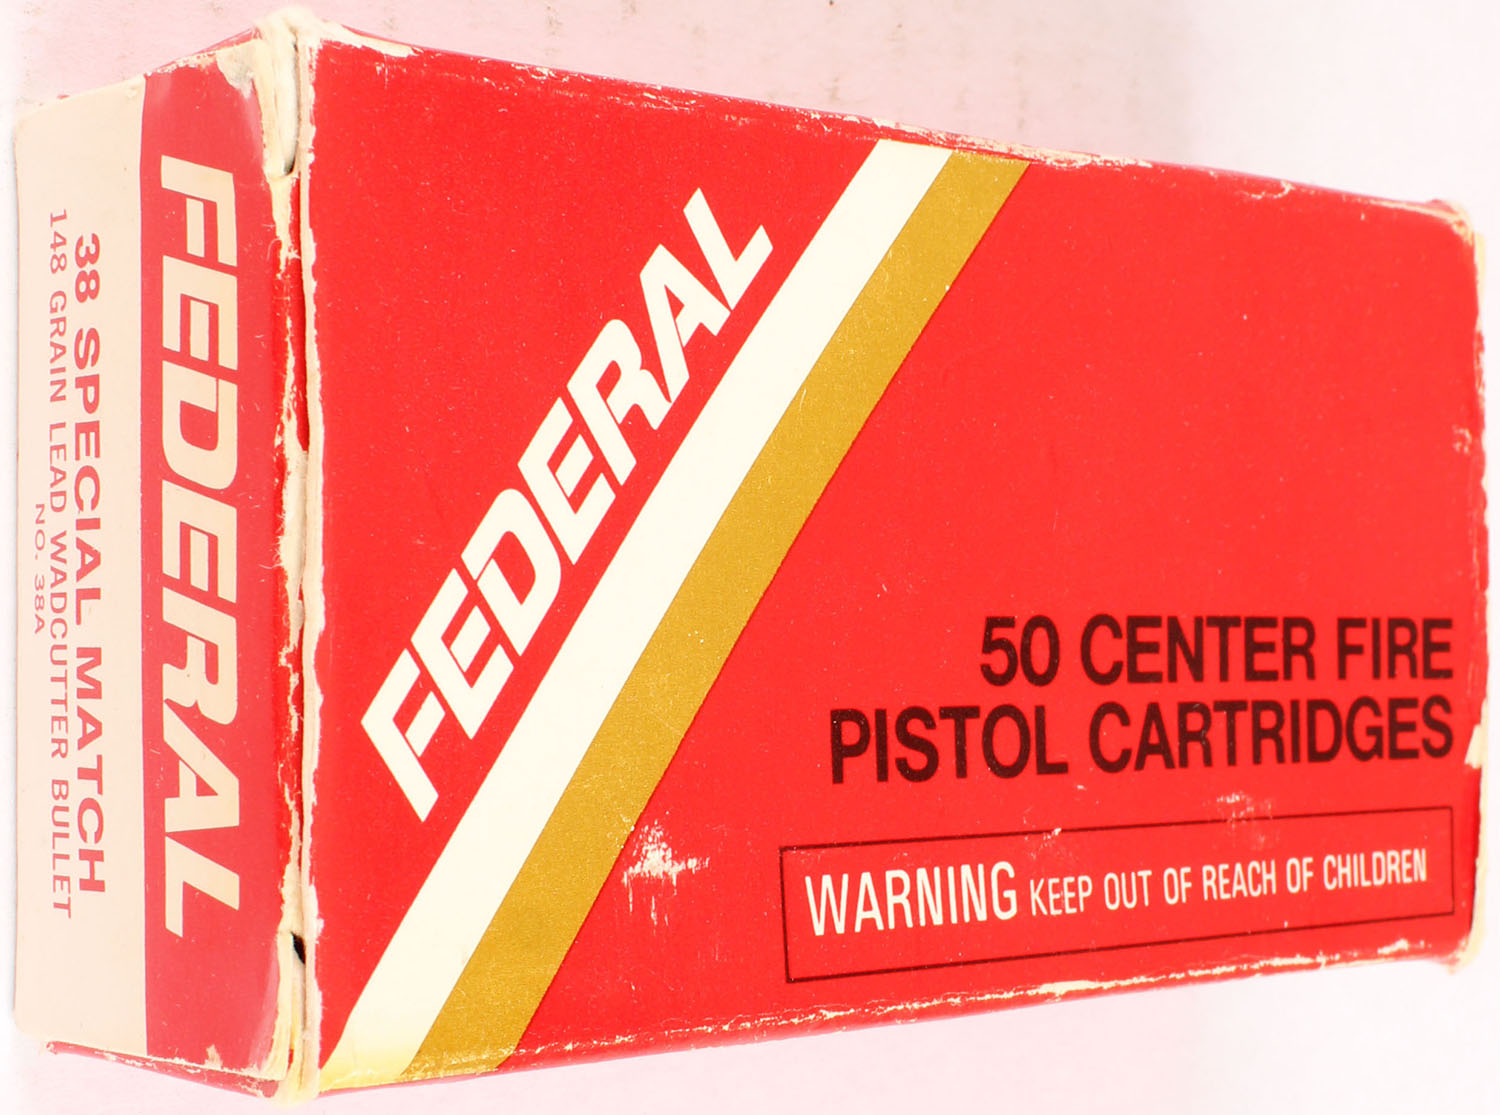 FEDERAL
38 SPECIAL MATCH
148 GRAIN LEAD WADCUTTER BULLET
NO. 38A
FEDERAL
50 CENTER FIRE
PISTOL CARTRIDGES
WARNING KEEP OUT OF REACH OF CHILDREN